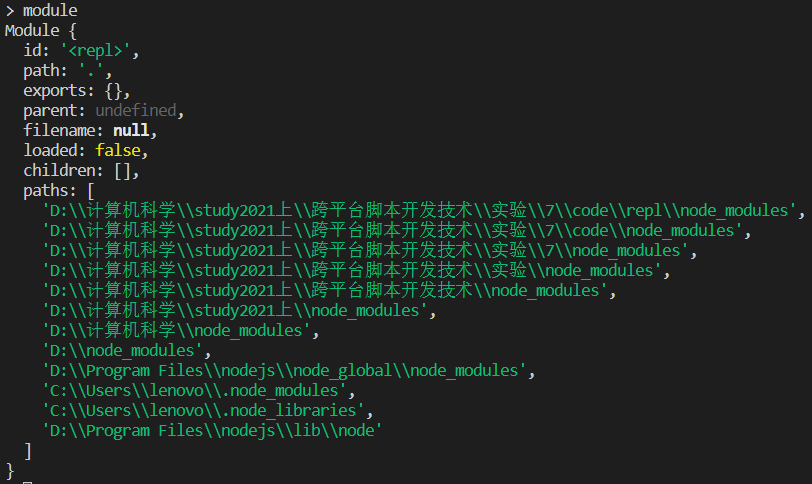 > module
Module {
  id: '<repl>',
  path: '.',
  exports: {},
  parent: undefined,
  filename: null,
  loaded: false,
  children: [],
  paths: [
    'D:\\计算机科学\\study2021上\\跨平台脚本开发技术\\实验\\7\\code\\repl\\node_modules',
    'D:\\计算机科学\\study2021上\\跨平台脚本开发技术\\实验\\7\\code\\node_modules',
    'D:\\计算机科学\\study2021上\\跨平台脚本开发技术\\实验\\7\\node_modules',
    'D:\\计算机科学\\study2021上\\跨平台脚本开发技术\\实验\\node_modules',
    'D:\\计算机科学\\study2021上\\跨平台脚本开发技术\\node_modules',
    'D:\\计算机科学\\study2021上\\node_modules',
    'D:\\计算机科学\\node_modules',
    'D:\\node_modules',
    'D:\\Program Files\\nodejs\\node_global\\node_modules',
    'C:\\Users\\lenovo\\.node_modules',
    'C:\\Users\\lenovo\\.node_libraries',
    'D:\\Program Files\\nodejs\\lib\\node'
  ]
}